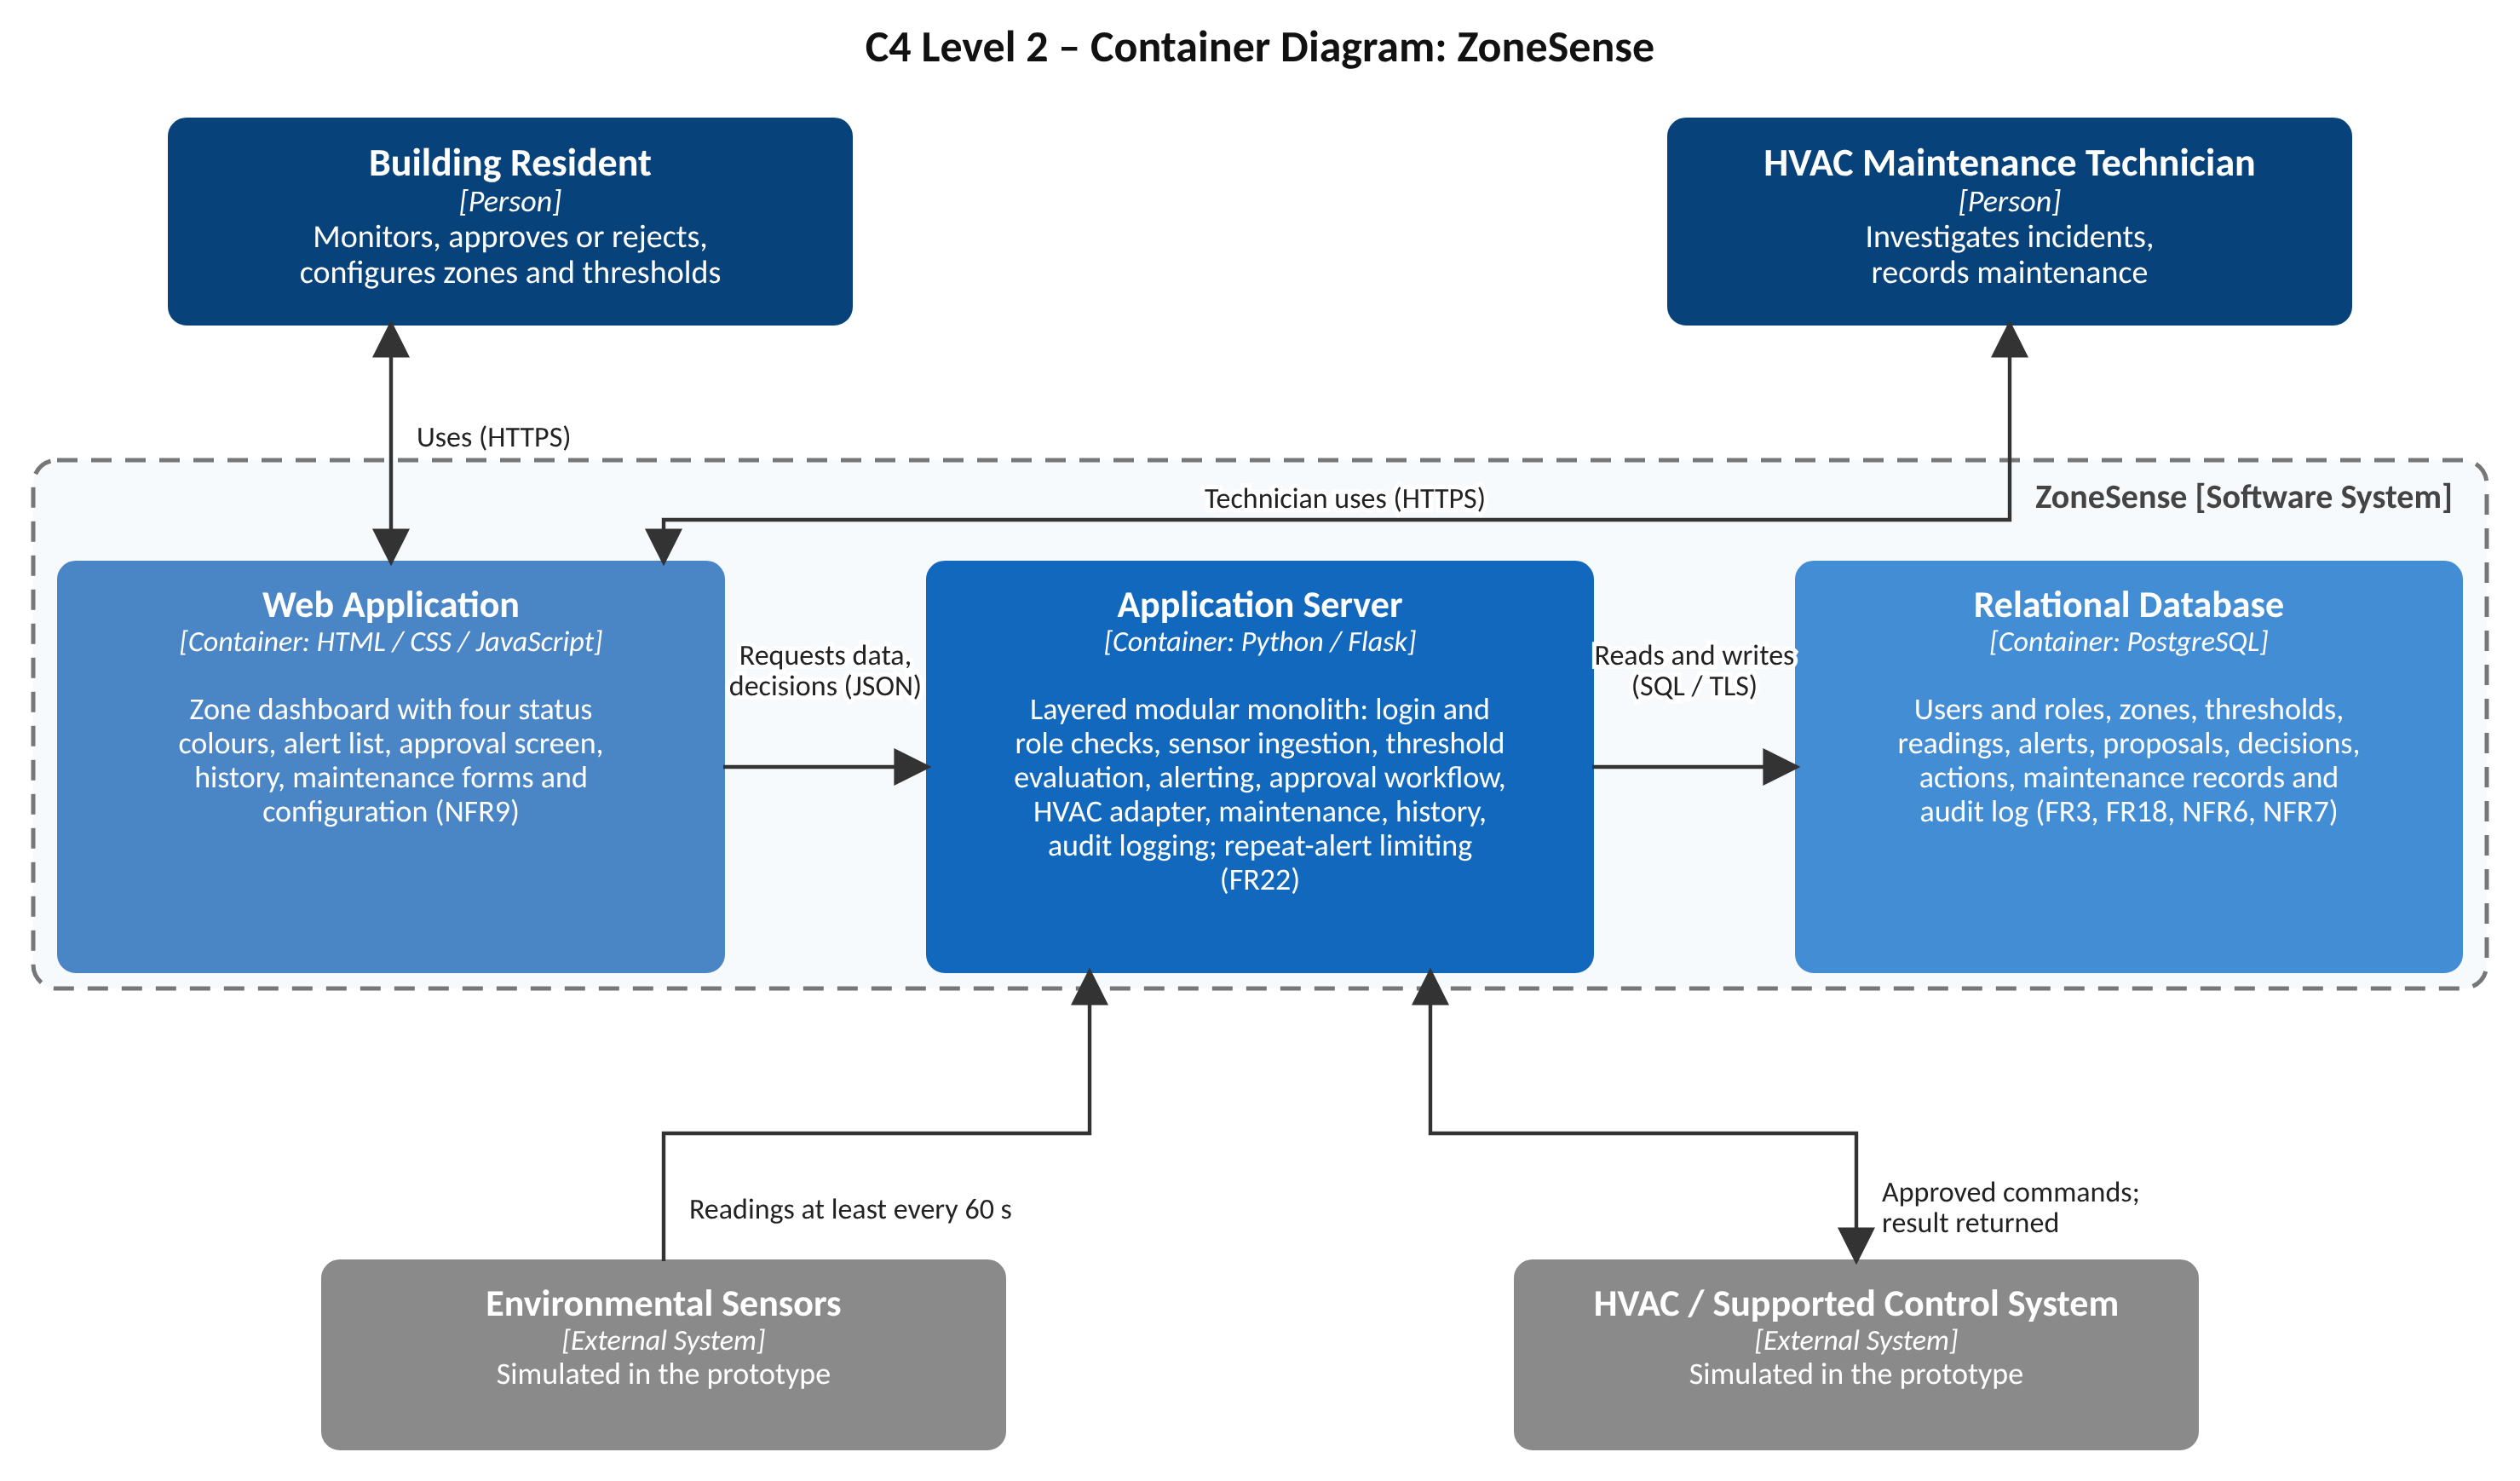 C4 Level 2 – Container Diagram: ZoneSense
Building Resident
[Person]
Monitors, approves or rejects,
configures zones and thresholds
HVAC Maintenance Technician
[Person]
Investigates incidents,
records maintenance
Uses (HTTPS)
Technician uses (HTTPS)
ZoneSense [Software System]
Web Application
[Container: HTML / CSS / JavaScript]
Zone dashboard with four status
colours, alert list, approval screen,
history, maintenance forms and
configuration (NFR9)
Requests data,
decisions (JSON)
Application Server
[Container: Python / Flask]
Layered modular monolith: login and
role checks, sensor ingestion, threshold
evaluation, alerting, approval workflow,
HVAC adapter, maintenance, history,
audit logging; repeat-alert limiting
(FR22)
Reads and writes
(SQL / TLS)
Relational Database
[Container: PostgreSQL]
Users and roles, zones, thresholds,
readings, alerts, proposals, decisions,
actions, maintenance records and
audit log (FR3, FR18, NFR6, NFR7)
Readings at least every 60 s
Approved commands;
result returned
Environmental Sensors
[External System]
Simulated in the prototype
HVAC / Supported Control System
[External System]
Simulated in the prototype